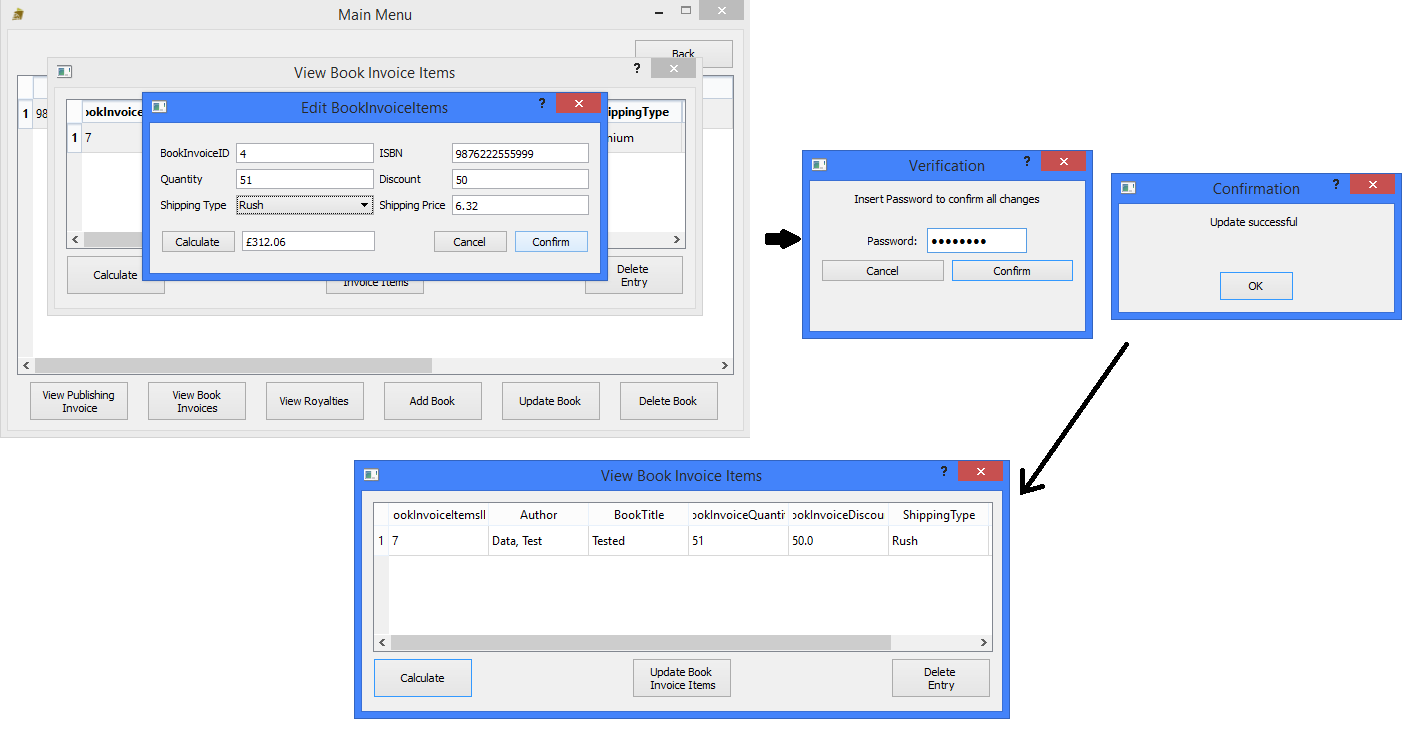 Main Menu
Back
View Book Invoice Items
?
Edit BookInvoiceItems
?
1 98
ookInvoice
ippingType
1 7
nium
BookInvoiceID 4 ISBN 9876222555999
Quantity 51 Discount 50
Shipping Type Rush Shipping Price 6.32
Calculate £312.06 Cancel Confirm
Calculate
Invoice Items
Delete
Entry
View Publishing
Invoice
View Book
Invoices
View Royalties
Add Book
Update Book
Delete Book
Verification
?
Insert Password to confirm all changes
Password: ●●●●●●●●
Cancel Confirm
Confirmation
?
Update successful
OK
View Book Invoice Items
?
ookInvoiceItemsII Author BookTitle ookInvoiceQuantit ookInvoiceDiscou ShippingType
1 7 Data, Test Tested 51 50.0 Rush
Calculate
Update Book
Invoice Items
Delete
Entry